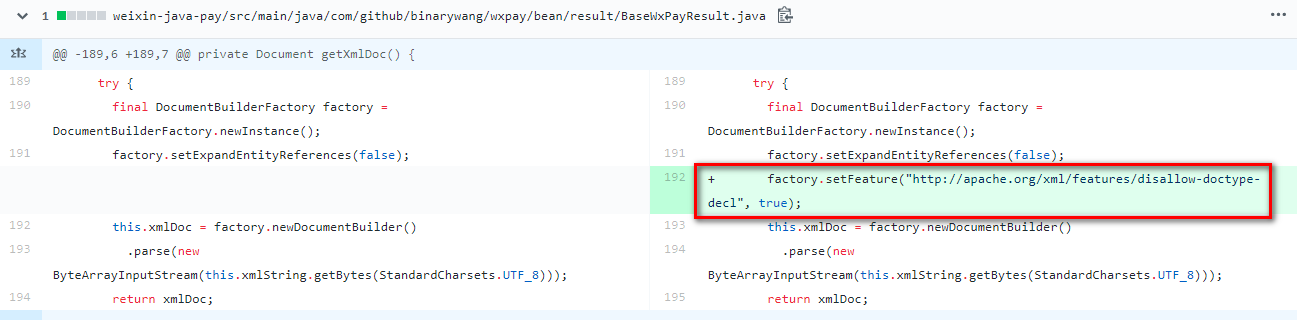 1 weixin-java-pay/src/main/java/com/github/binarywang/wxpay/bean/result/BaseWxPayResult.java
@@ -189,6 +189,7 @@ private Document getXmlDoc() {
189 try {
190 final DocumentBuilderFactory factory =
DocumentBuilderFactory.newInstance();
191 factory.setExpandEntityReferences(false);
192 this.xmlDoc = factory.newDocumentBuilder()
193 .parse(new
ByteArrayInputStream(this.xmlString.getBytes(StandardCharsets.UTF_8)));
194 return xmlDoc;
189 try {
190 final DocumentBuilderFactory factory =
DocumentBuilderFactory.newInstance();
191 factory.setExpandEntityReferences(false);
192 + factory.setFeature("http://apache.org/xml/features/disallow-doctype-
decl", true);
193 this.xmlDoc = factory.newDocumentBuilder()
194 .parse(new
ByteArrayInputStream(this.xmlString.getBytes(StandardCharsets.UTF_8)));
195 return xmlDoc;